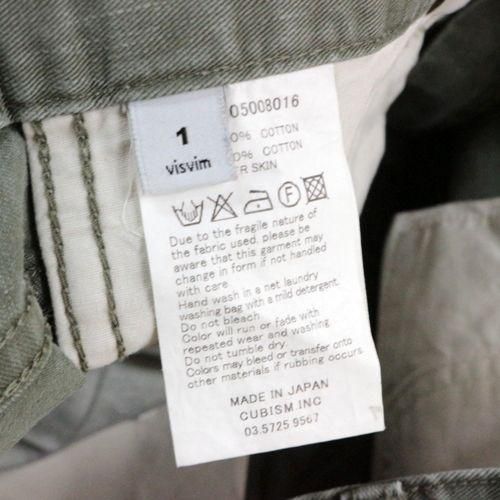 1
visvim
05008016
0% COTTON
0% COTTON
ER SKIN
F
Due to the fragile nature of
the fabric used, please be
aware that this garment may
change in form if not handled
with care
Hand wash in a net laundry
washing bag with a mild detergent
Do not bleach.
Color will run or fade with
repeated wear and washing
Do not tumble dry.
Colors may bleed or transfer onto
other materials if rubbing occurs.
MADE IN JAPAN
CUBISM.INC
03.5725.9567